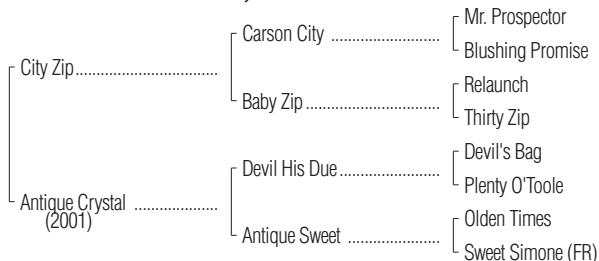 Mr. Prospector
Carson City ......................
Blushing Promise
City Zip.............................
Relaunch
Baby Zip...........................
Thirty Zip
Devil's Bag
Devil His Due....................
Plenty O'Toole
Antique Crystal .................
(2001)
Olden Times
Antique Sweet ..................
Sweet Simone (FR)